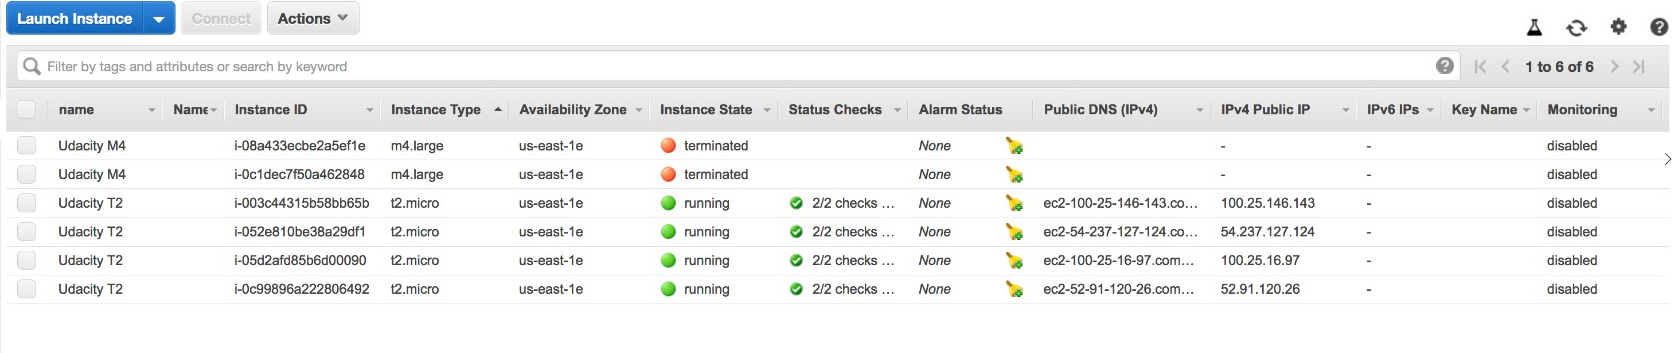 Launch Instance Connect Actions
Filter by tags and attributes or search by keyword 1 to 6 of 6
name Name Instance ID Instance Type Availability Zone Instance State Status Checks Alarm Status Public DNS (IPv4) IPv4 Public IP IPv6 IPs Key Name Monitoring
Udacity M4 i-08a433ecbe2a5ef1e m4.large us-east-1e terminated None - - disabled
Udacity M4 i-0c1dec7f50a462848 m4.large us-east-1e terminated None - - disabled
Udacity T2 i-003c44315b58bb65b t2.micro us-east-1e running 2/2 checks ... None ec2-100-25-146-143.co... 100.25.146.143 - disabled
Udacity T2 i-052e810be38a29df1 t2.micro us-east-1e running 2/2 checks ... None ec2-54-237-127-124.co... 54.237.127.124 - disabled
Udacity T2 i-05d2afd85b6d00090 t2.micro us-east-1e running 2/2 checks ... None ec2-100-25-16-97.com... 100.25.16.97 - disabled
Udacity T2 i-0c99896a222806492 t2.micro us-east-1e running 2/2 checks ... None ec2-52-91-120-26.com... 52.91.120.26 - disabled